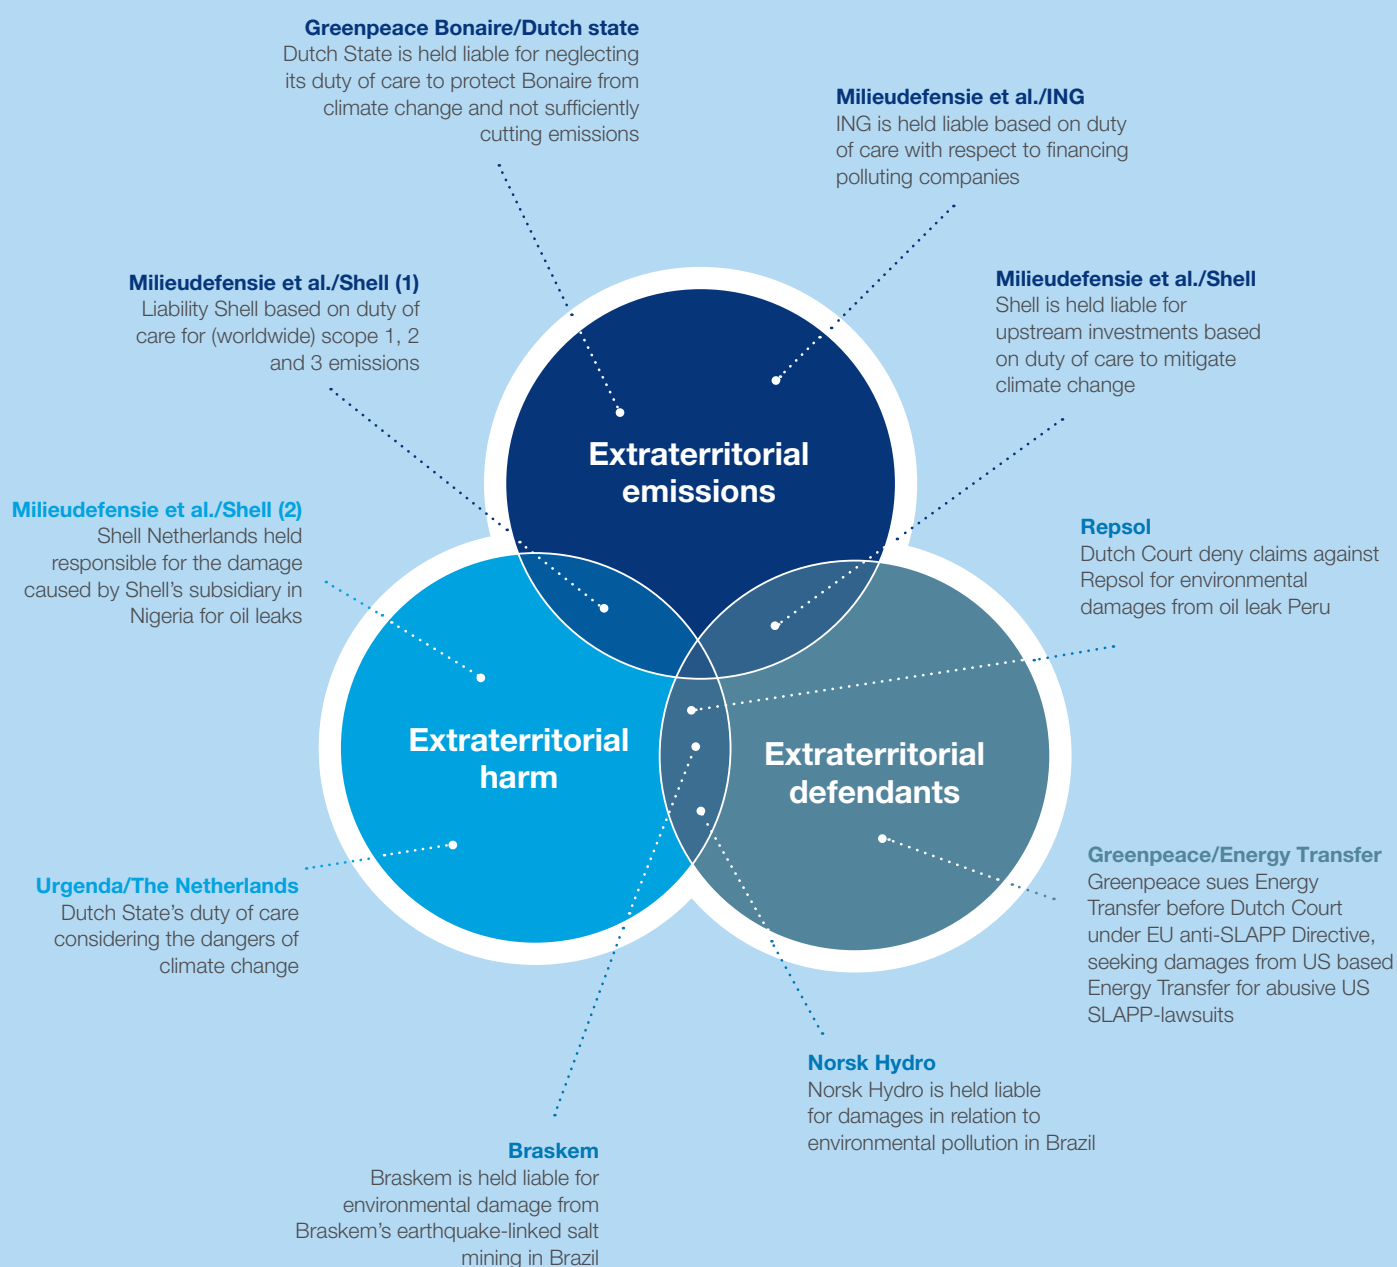 Greenpeace Bonaire/Dutch state
Dutch State is held liable for neglecting
its duty of care to protect Bonaire from
climate change and not sufficiently
cutting emissions
Milieudefensie et al./ING
ING is held liable based on duty
of care with respect to financing
polluting companies
Milieudefensie et al./Shell (1)
Liability Shell based on duty of
care for (worldwide) scope 1, 2
and 3 emissions
Milieudefensie et al./Shell
Shell is held liable for
upstream investments based
on duty of care to mitigate
climate change
Extraterritorial
emissions
Milieudefensie et al./Shell (2)
Shell Netherlands held
responsible for the damage
caused by Shell's subsidiary in
Nigeria for oil leaks
Repsol
Dutch Court deny claims against
Repsol for environmental
damages from oil leak Peru
Extraterritorial
harm
Extraterritorial
defendants
Urgenda/The Netherlands
Dutch State's duty of care
considering the dangers of
climate change
Greenpeace/Energy Transfer
Greenpeace sues Energy
Transfer before Dutch Court
under EU anti-SLAPP Directive,
seeking damages from US based
Energy Transfer for abusive US
SLAPP-lawsuits
Norsk Hydro
Norsk Hydro is held liable
for damages in relation to
environmental pollution in Brazil
Braskem
Braskem is held liable for
environmental damage from
Braskem's earthquake-linked salt
mining in Brazil